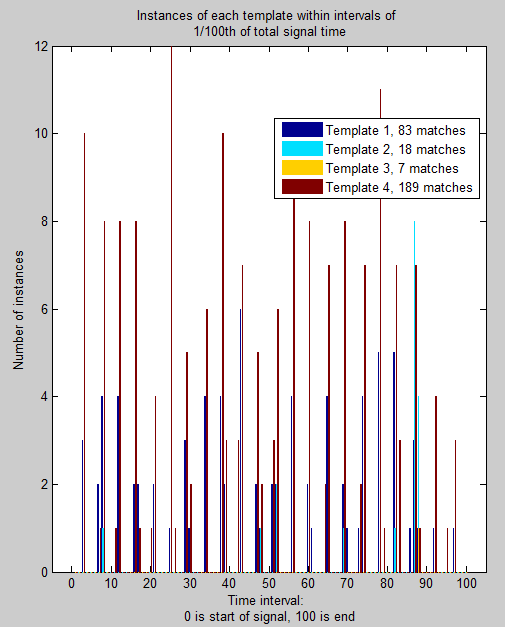 Instances of each template within intervals of
1/100th of total signal time
12
10
8
6
4
2
0
Number of instances
Template 1, 83 matches
Template 2, 18 matches
Template 3, 7 matches
Template 4, 189 matches
0 10 20 30 40 50 60 70 80 90 100
Time interval:
0 is start of signal, 100 is end